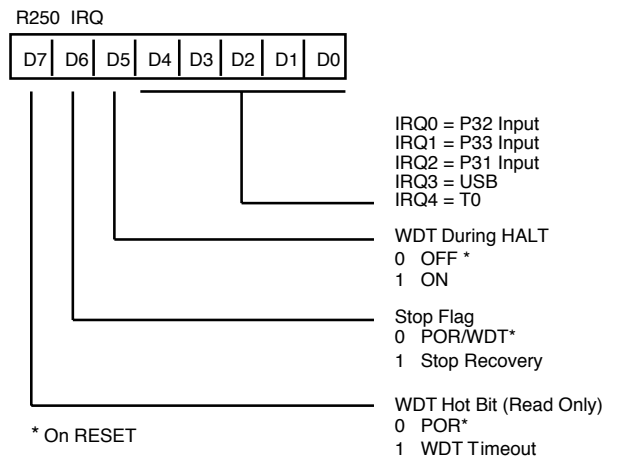 R250 IRQ
D7 D6 D5 D4 D3 D2 D1 D0
IRQ0 = P32 Input
IRQ1 = P33 Input
IRQ2 = P31 Input
IRQ3 = USB
IRQ4 = T0
WDT During HALT
0 OFF *
1 ON
Stop Flag
0 POR/WDT*
1 Stop Recovery
WDT Hot Bit (Read Only)
0 POR*
1 WDT Timeout
* On RESET